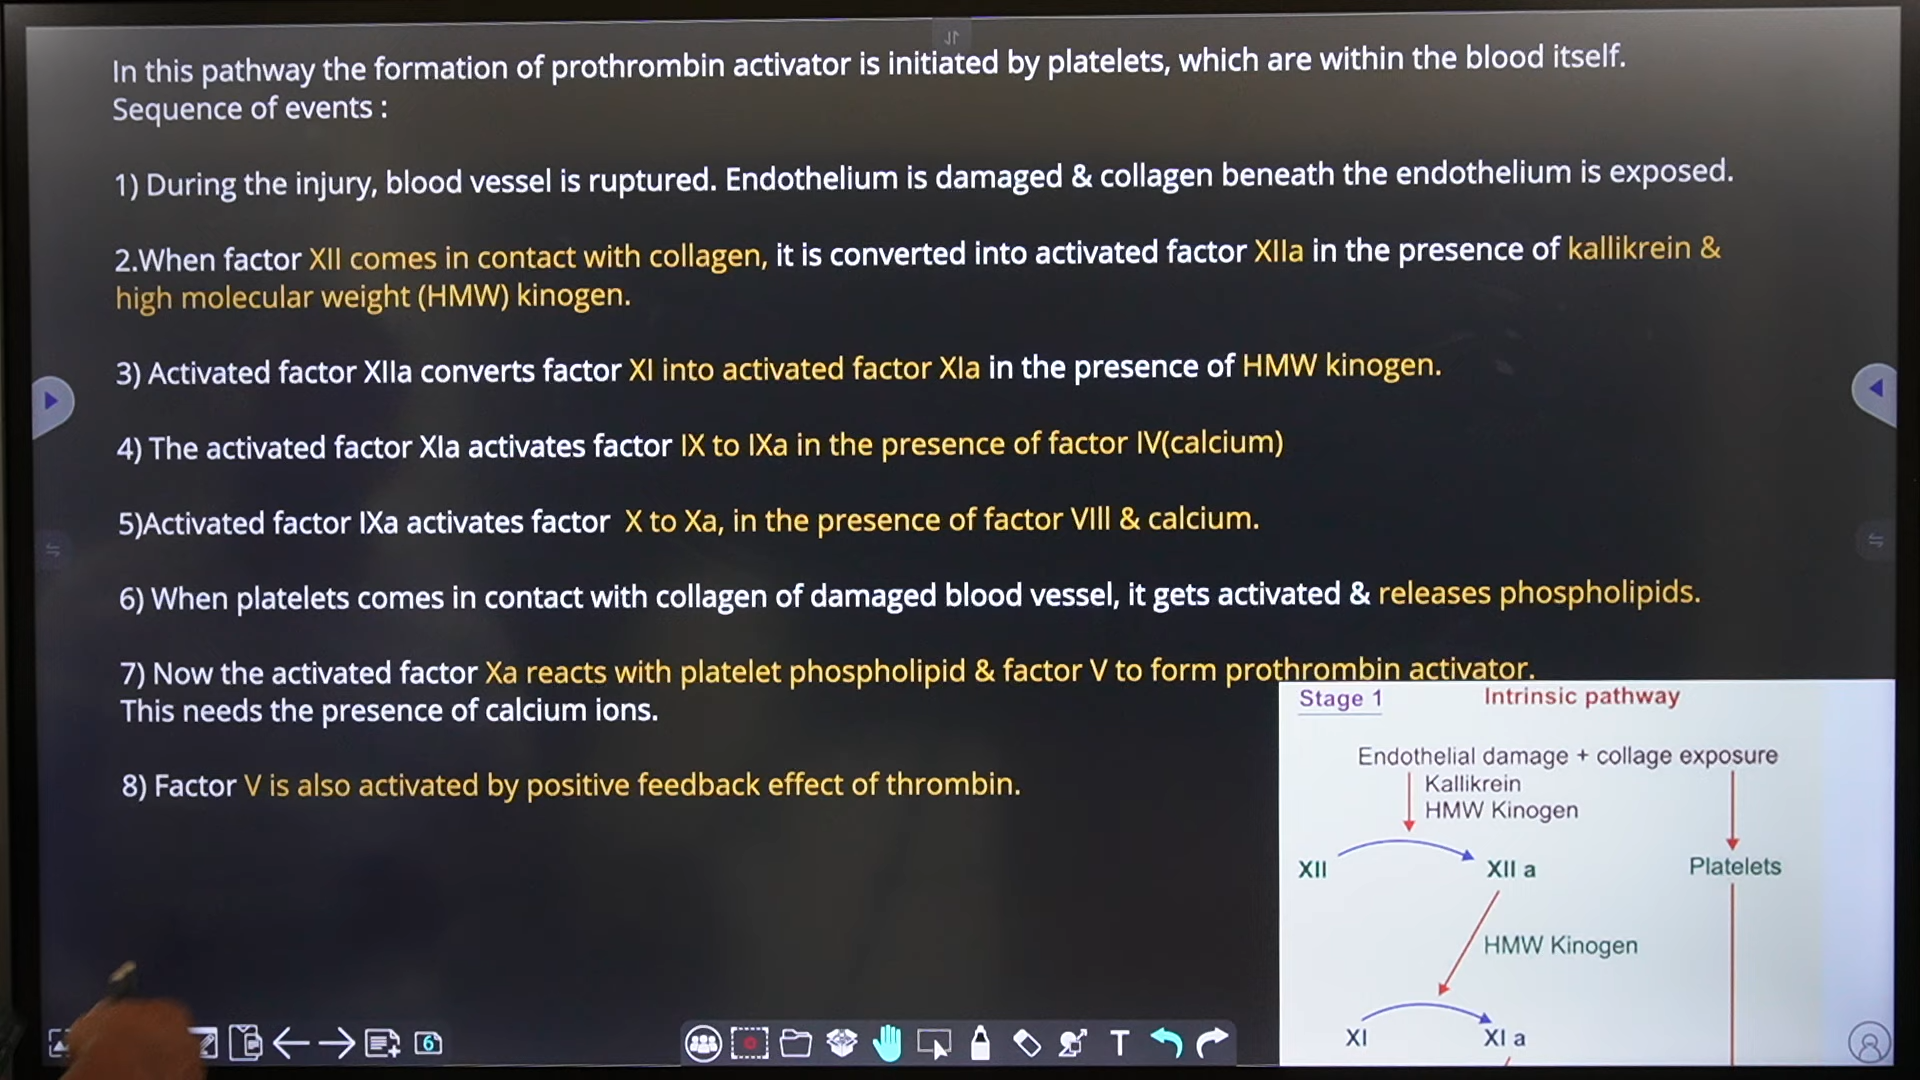 In this pathway the formation of prothrombin activator is initiated by platelets, which are within the blood itself.
Sequence of events :
1) During the injury, blood vessel is ruptured. Endothelium is damaged & collagen beneath the endothelium is exposed.
2.When factor XII comes in contact with collagen, it is converted into activated factor XIIa in the presence of kallikrein &
high molecular weight (HMW) kinogen.
3) Activated factor XIIa converts factor XI into activated factor XIa in the presence of HMW kinogen.
4) The activated factor XIa activates factor IX to IXa in the presence of factor IV(calcium)
5)Activated factor IXa activates factor X to Xa, in the presence of factor VIII & calcium.
6) When platelets comes in contact with collagen of damaged blood vessel, it gets activated & releases phospholipids.
7) Now the activated factor Xa reacts with platelet phospholipid & factor V to form prothrombin activator.
This needs the presence of calcium ions.
8) Factor V is also activated by positive feedback effect of thrombin.
Stage 1 Intrinsic pathway
Endothelial damage + collage exposure
Kallikrein
HMW Kinogen
XII XII a Platelets
HMW Kinogen
XI XI a
6 T